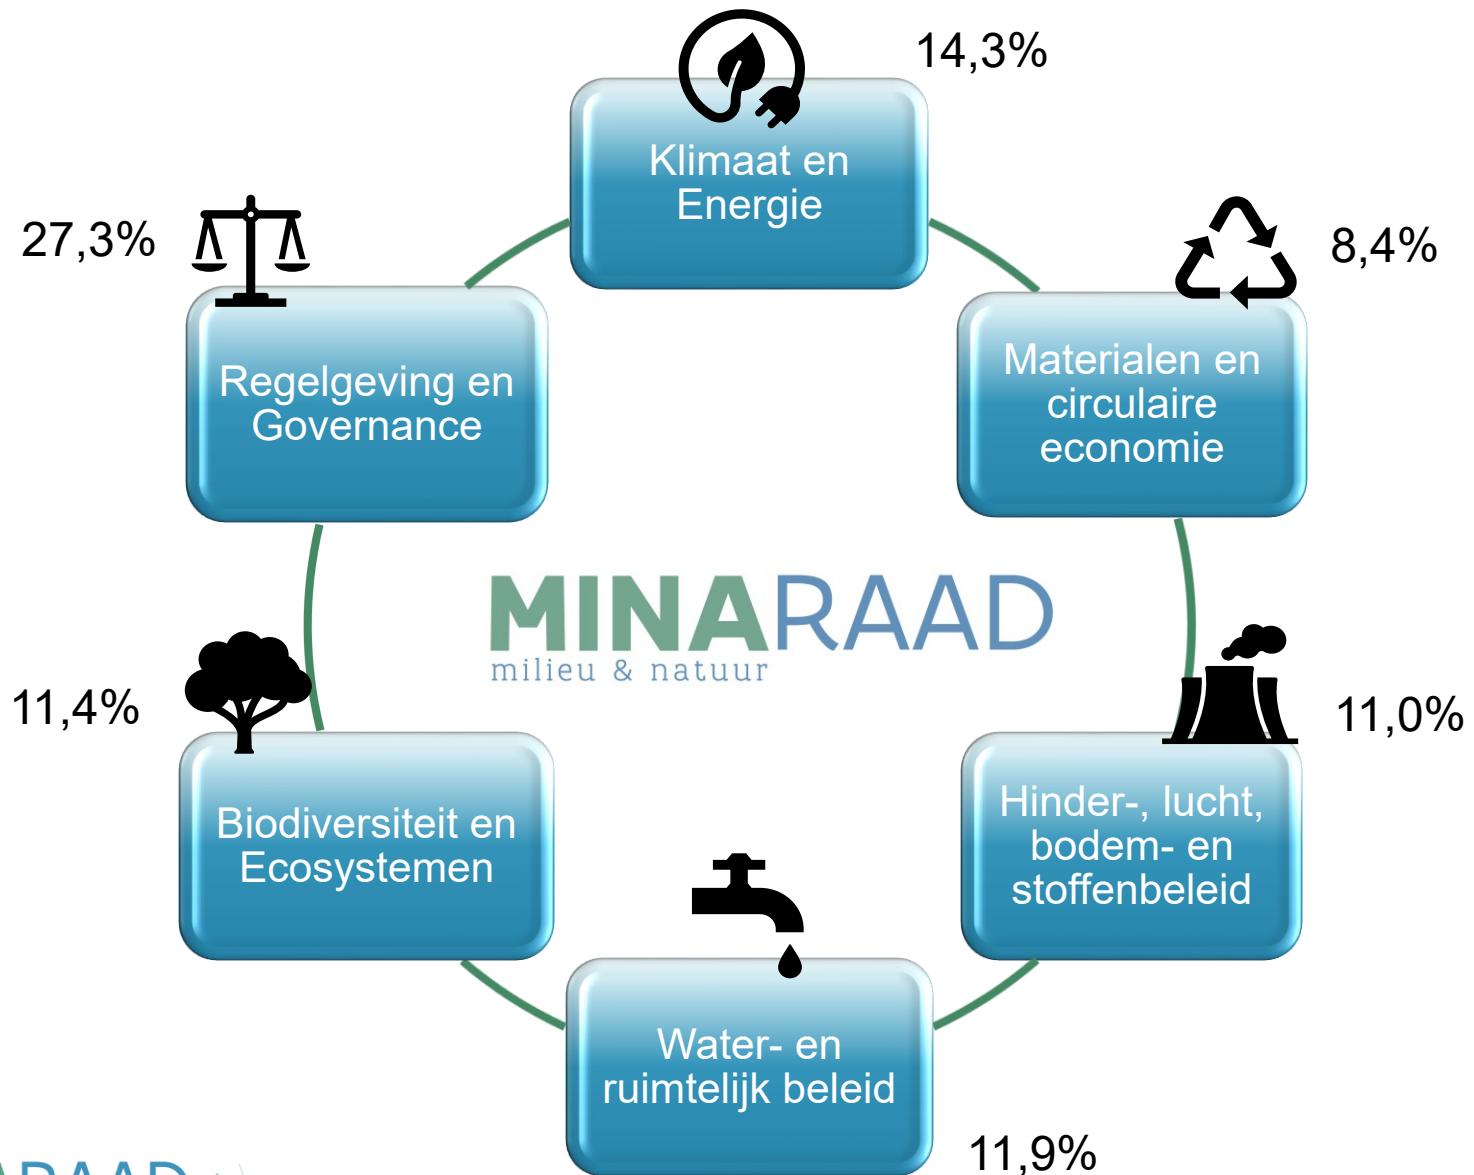 14,3%
Klimaat en
Energie
27,3%
Regelgeving en
Governance
8,4%
Materialen en
circulaire
economie
MINARAAD
milieu & natuur
11,4%
Biodiversiteit en
Ecosystemen
11,0%
Hinder-, lucht,
bodem- en
stoffenbeleid
Water- en
ruimtelijk beleid
11,9%